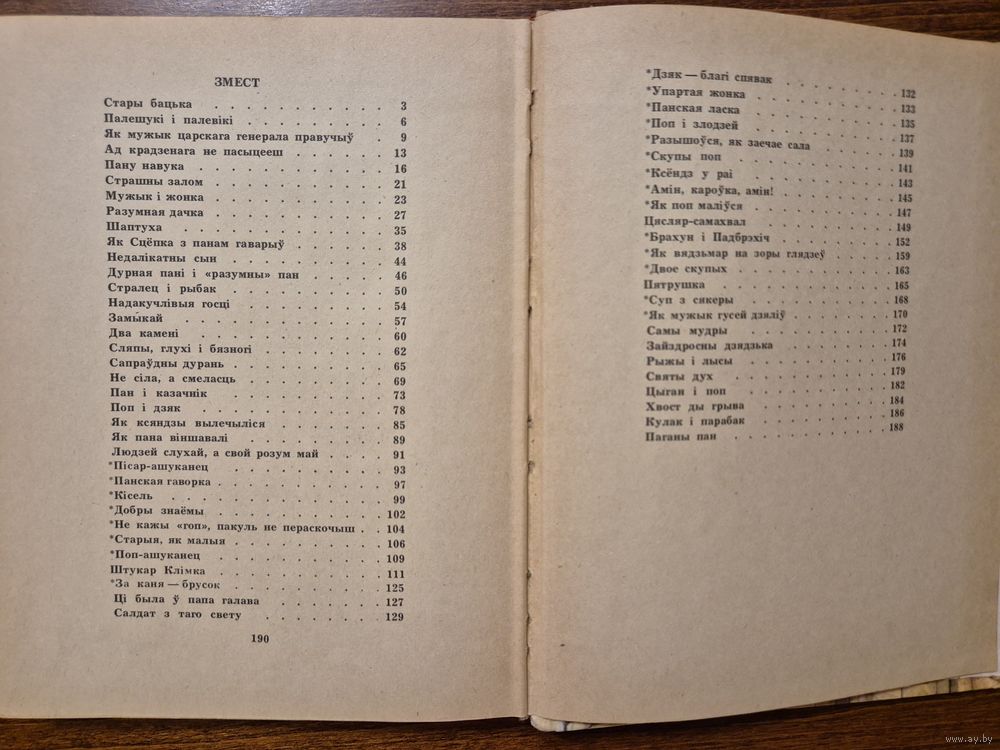 ЗМЕСТ
Стары бацька . . . . . . . . . . . 3
Палешукі і палевікі . . . . . . . . . 6
Як мужык царскага генерала правучыў 9
Ад крадзенага не пасыцееш . . . . . . 13
Пану навука . . . . . . . . . . . 16
Страшны залом . . . . . . . . . . 21
Мужык і жонка . . . . . . . . . . 23
Разумная дачка . . . . . . . . . . 27
Шаптуха . . . . . . . . . . . . 35
Як Сцёпка з панам гаварыў . . . . . . 38
Недалікатны сын . . . . . . . . . 44
Дурная пані і «разумны» пан . . . . . 46
Стралец і рыбак . . . . . . . . . . 50
Надакучлівыя госці . . . . . . . . 54
Замыкай . . . . . . . . . . . . 57
Два камені . . . . . . . . . . . 60
Сляпы, глухі і бязногі . . . . . . . . 62
Сапраўдны дурань . . . . . . . . . 65
Не сіла, а смеласць . . . . . . . . 69
Пан і казачнік . . . . . . . . . . 73
Поп і дзяк . . . . . . . . . . . 78
Як ксяндзы вылечыліся . . . . . . . 85
Як пана віншавалі . . . . . . . . . 89
Людзей слухай, а свой розум май . . . . 91
*Пісар-ашуканец . . . . . . . . . 93
*Панская гаворка . . . . . . . . . 97
*Кісель . . . . . . . . . . . . 99
*Добры знаёмы . . . . . . . . . . 102
*Не кажы «гоп», пакуль не пераскочыш . 104
*Старыя, як малыя . . . . . . . . . 106
*Поп-ашуканец . . . . . . . . . . 109
Штукар Клімка . . . . . . . . . . 111
*За каня — брусок . . . . . . . . . 125
Ці была ў папа галава . . . . . . . 127
Салдат з таго свету . . . . . . . . 129
190
*Дзяк — благі спявак . . . . . . . . 132
*Упартая жонка . . . . . . . . . 133
*Панская ласка . . . . . . . . . 135
*Поп і злодзей . . . . . . . . . 137
*Разышоўся, як заечае сала . . . . . 139
*Скупы поп . . . . . . . . . . 141
*Ксёндз у раі . . . . . . . . . 143
*Амін, кароўка, амін! . . . . . . . 145
*Як поп маліўся . . . . . . . . . 147
Цясляр-самахвал . . . . . . . . . 149
*Брахун і Падбрэхіч . . . . . . . . 152
*Як вядзьмар на зоры глядзеў . . . . 159
*Двое скупых . . . . . . . . . . 163
Пятрушка . . . . . . . . . . . 165
*Суп з сякеры . . . . . . . . . . 168
*Як мужык гусей дзяліў . . . . . . . 170
Самы мудры . . . . . . . . . . 172
Зайздросны дзядзька . . . . . . . . 174
Рыжы і лысы . . . . . . . . . . 176
Святы дух . . . . . . . . . . . 179
Цыган і поп . . . . . . . . . . 182
Хвост ды грыва . . . . . . . . . 184
Кулак і парабак . . . . . . . . . 186
Паганы пан . . . . . . . . . . 188
www.ay.by